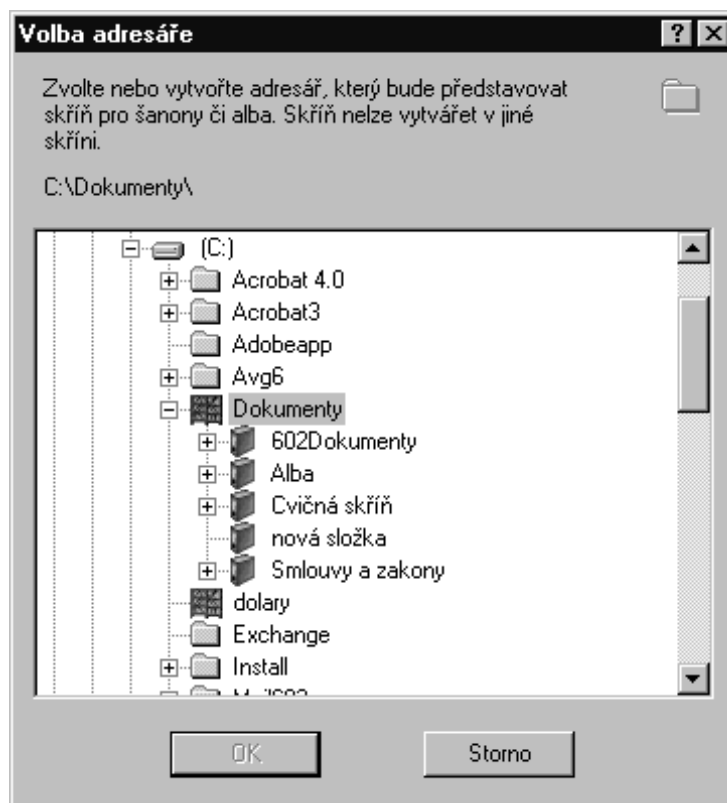 Volba adresáře
Zvolte nebo vytvořte adresář, který bude představovat
skříň pro šanony či alba. Skříň nelze vytvářet v jiné
skříni.
C:\Dokumenty\
(C:)
Acrobat 4.0
Acrobat3
Adobeapp
Avg6
Dokumenty
602Dokumenty
Alba
Cvičná skříň
nová složka
Smlouvy a zakony
dolary
Exchange
Install
OK
Storno